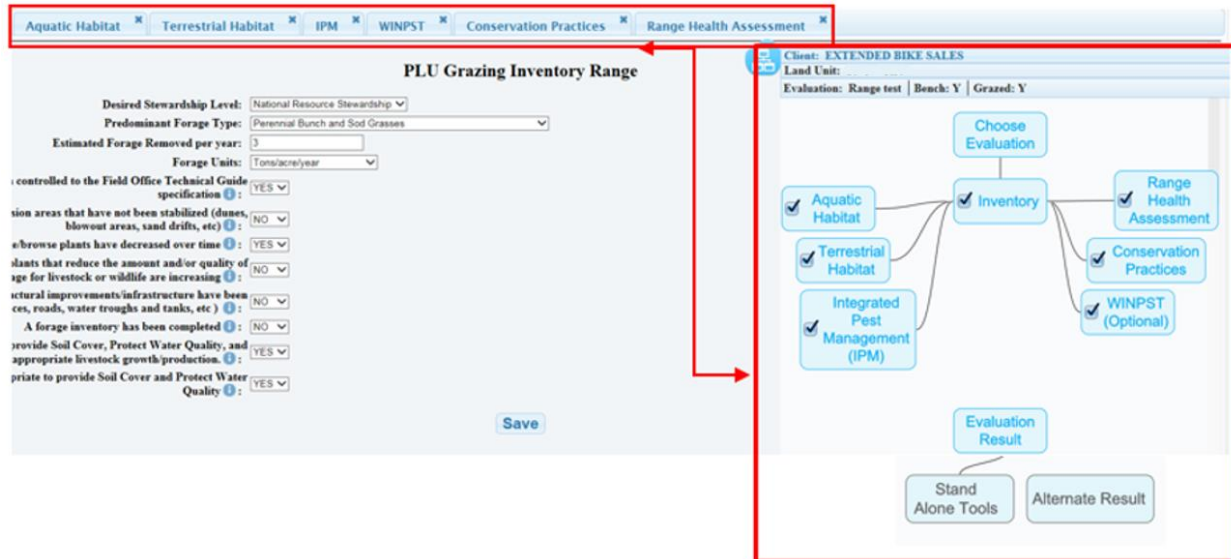 Aquatic Habitat Terrestrial Habitat IPM WINPST Conservation Practices Range Health Assessment
PLU Grazing Inventory Range
Desired Stewardship Level: National Resource Stewardship
Predominant Forage Type: Perennial Bunch and Sod Grasses
Estimated Forage Removed per year: 3
Forage Units: Tons/acre/year
controlled to the Field Office Technical Guide
specification : YES
areas that have not been stabilized (dunes,
blowout areas, sand drifts, etc) : NO
e/browse plants have decreased over time : YES
plants that reduce the amount and/or quality of
age for livestock or wildlife are increasing : NO
ctural improvements/infrastructure have been
ces, roads, water troughs and tanks, etc ) : NO
A forage inventory has been completed : NO
provide Soil Cover, Protect Water Quality, and
appropriate livestock growth/production. : YES
priate to provide Soil Cover and Protect Water
Quality : YES
Save
Client: EXTENDED BIKE SALES
Land Unit:
Evaluation: Range test Bench: Y Grazed: Y
Choose
Evaluation
Inventory
Aquatic
Habitat
Terrestrial
Habitat
Integrated
Pest
Management
(IPM)
Range
Health
Assessment
Conservation
Practices
WINPST
(Optional)
Evaluation
Result
Stand
Alone Tools
Alternate Result